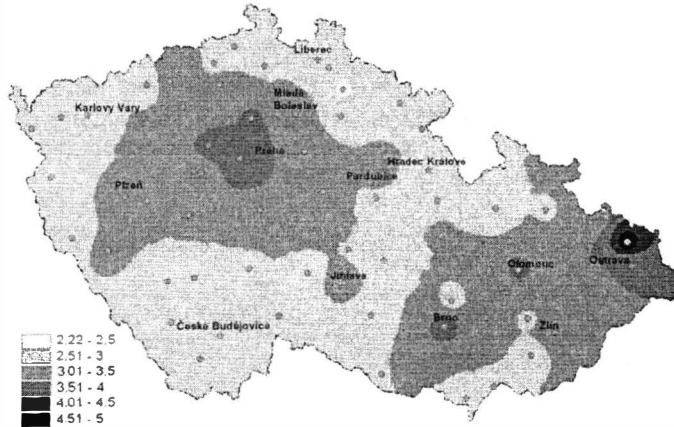 Liberec
Mladá
Boleslav
Karlovy Vary
Praha
Hradec Králové
Pardubice
Plzeň
Olomouc
Ostrava
Jihlava
Brno
Zlín
České Budějovice
2.22 - 2.5
2.51 - 3
3.01 - 3.5
3.51 - 4
4.01 - 4.5
4.51 - 5